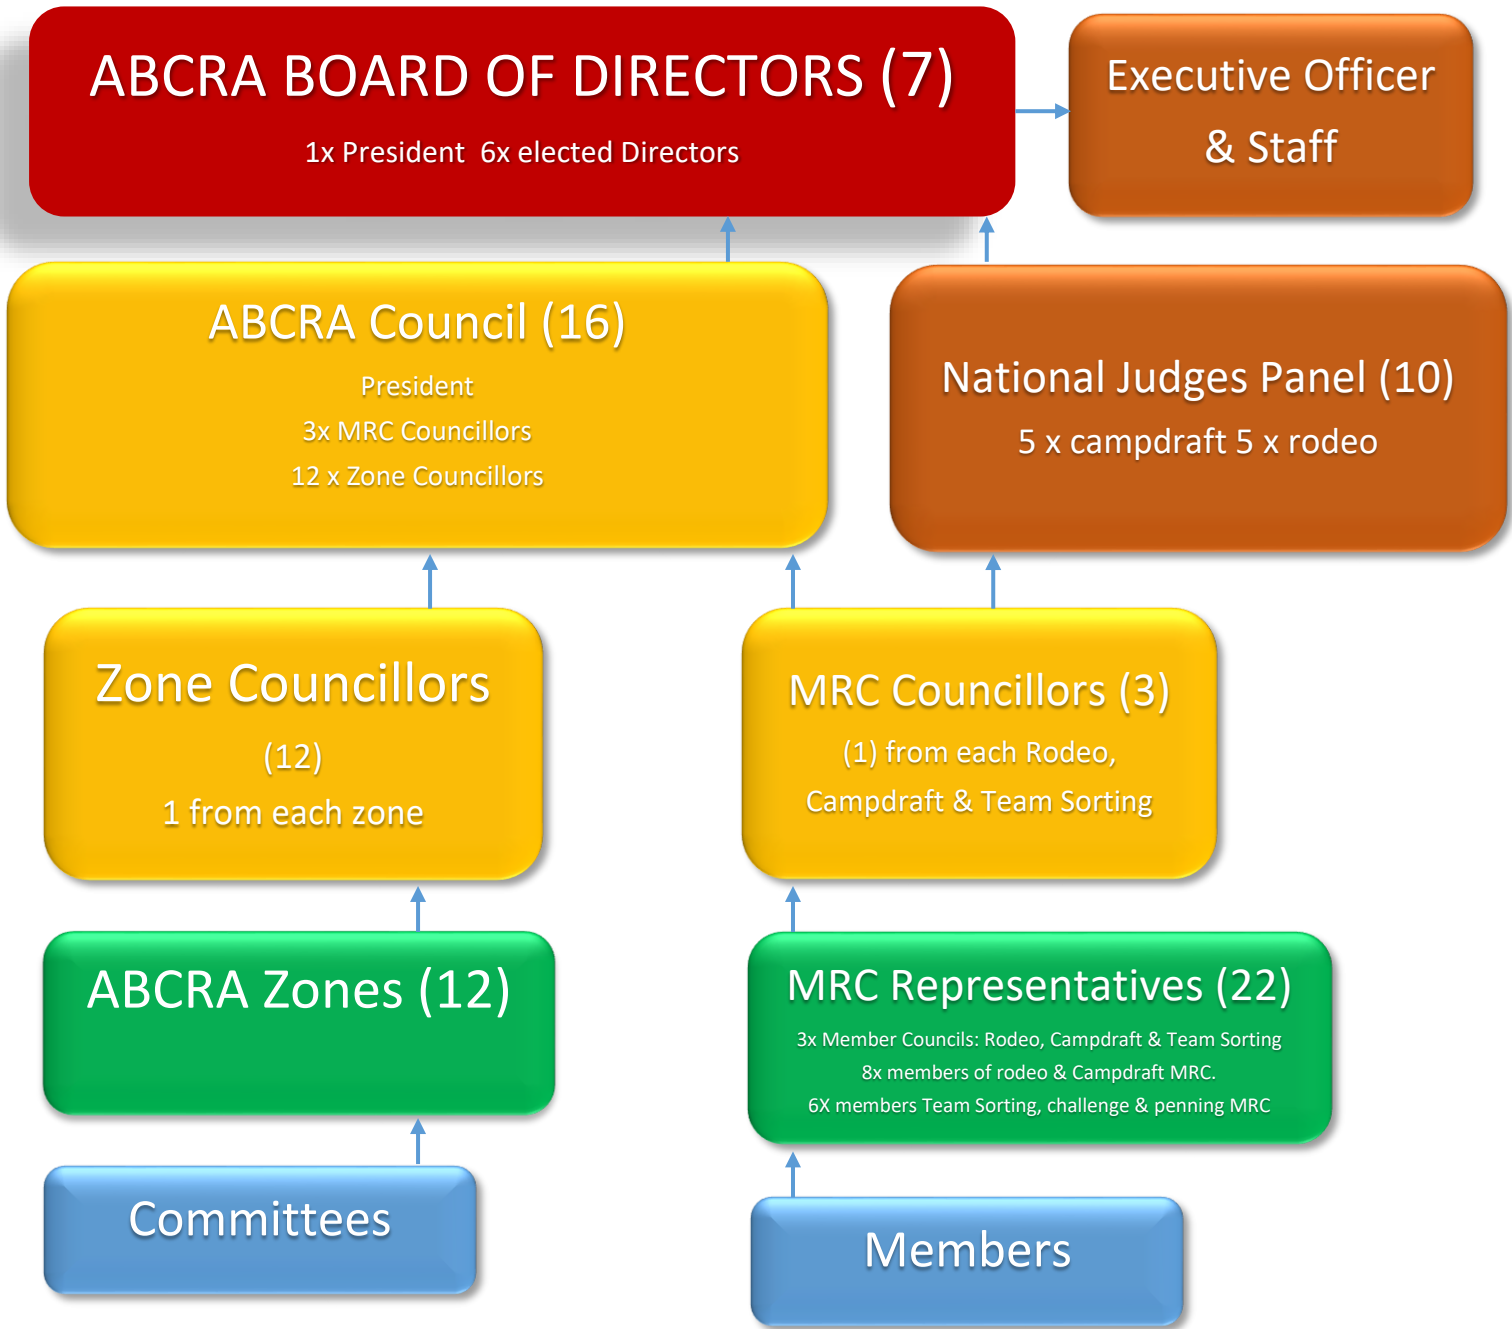 ABCRA BOARD OF DIRECTORS (7)
1x President  6x elected Directors
Executive Officer
& Staff
ABCRA Council (16)
President
3x MRC Councillors
12 x Zone Councillors
National Judges Panel (10)
5 x campdraft 5 x rodeo
Zone Councillors
(12)
1 from each zone
MRC Councillors (3)
(1) from each Rodeo,
Campdraft & Team Sorting
ABCRA Zones (12)
MRC Representatives (22)
3x Member Councils: Rodeo, Campdraft & Team Sorting
8x members of rodeo & Campdraft MRC.
6X members Team Sorting, challenge & penning MRC
Committees
Members